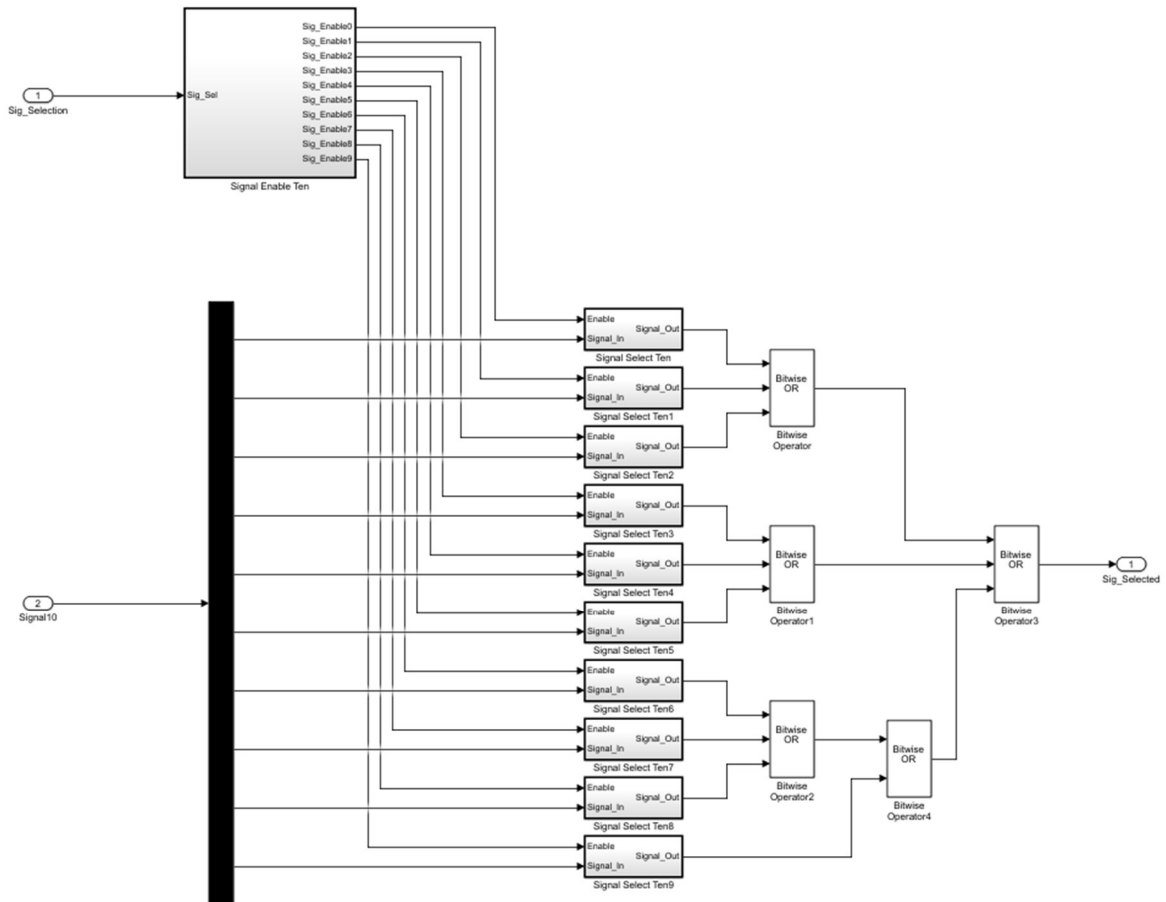 Sig_Enable0
Sig_Enable1
Sig_Enable2
Sig_Enable3
Sig_Enable4
Sig_Enable5
Sig_Enable6
Sig_Enable7
Sig_Enable8
Sig_Enable9
Sig_Sel
Signal Enable Ten
1
Sig_Selection
Enable
Signal_In
Signal_Out
Signal Select Ten
Enable
Signal_In
Signal_Out
Signal Select Ten1
Enable
Signal_In
Signal_Out
Signal Select Ten2
Bitwise
OR
Bitwise
Operator
Enable
Signal_In
Signal_Out
Signal Select Ten3
Enable
Signal_In
Signal_Out
Signal Select Ten4
Enable
Signal_In
Signal_Out
Signal Select Ten5
Bitwise
OR
Bitwise
Operator1
Bitwise
OR
Bitwise
Operator3
1
Sig_Selected
2
Signal10
Enable
Signal_In
Signal_Out
Signal Select Ten6
Enable
Signal_In
Signal_Out
Signal Select Ten7
Enable
Signal_In
Signal_Out
Signal Select Ten8
Bitwise
OR
Bitwise
Operator2
Bitwise
OR
Bitwise
Operator4
Enable
Signal_In
Signal_Out
Signal Select Ten9